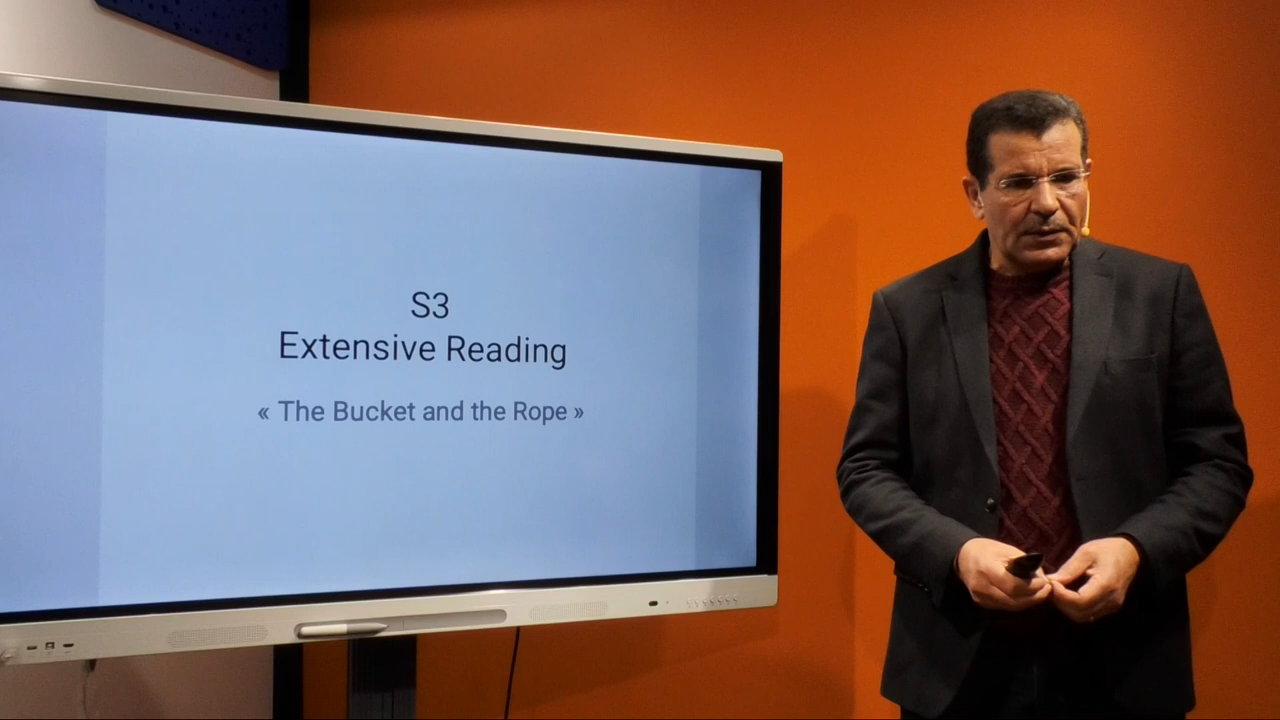 S3
Extensive Reading
« The Bucket and the Rope »